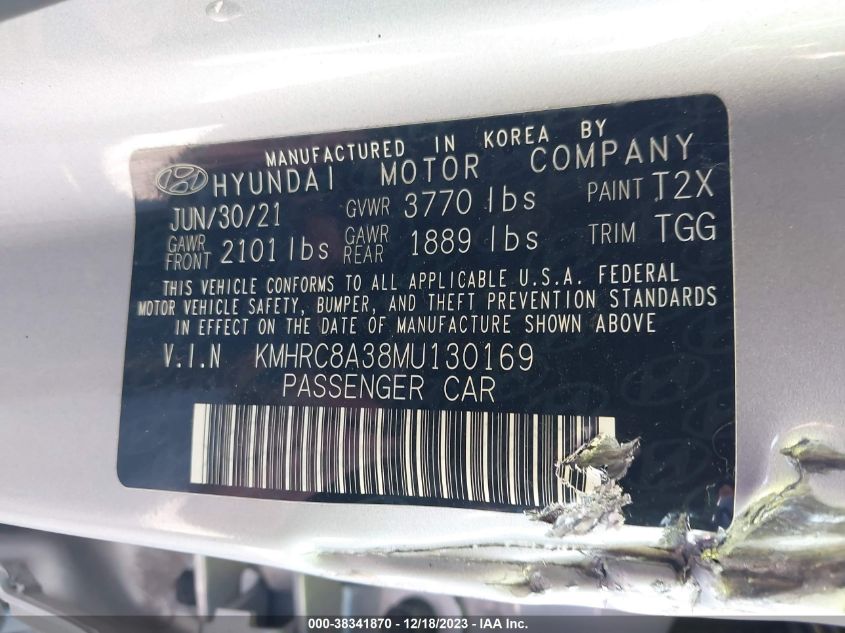 MANUFACTURED IN KOREA BY
HYUNDAI MOTOR COMPANY
JUN/30/21 GVWR 3770 lbs PAINT T2X
GAWR FRONT 2101 lbs GAWR REAR 1889 lbs TRIM TGG
THIS VEHICLE CONFORMS TO ALL APPLICABLE U.S.A. FEDERAL
MOTOR VEHICLE SAFETY, BUMPER, AND THEFT PREVENTION STANDARDS
IN EFFECT ON THE DATE OF MANUFACTURE SHOWN ABOVE
V.I.N KMHRC8A38MU130169
PASSENGER CAR
000-38341870 - 12/18/2023 - © IAA Inc.